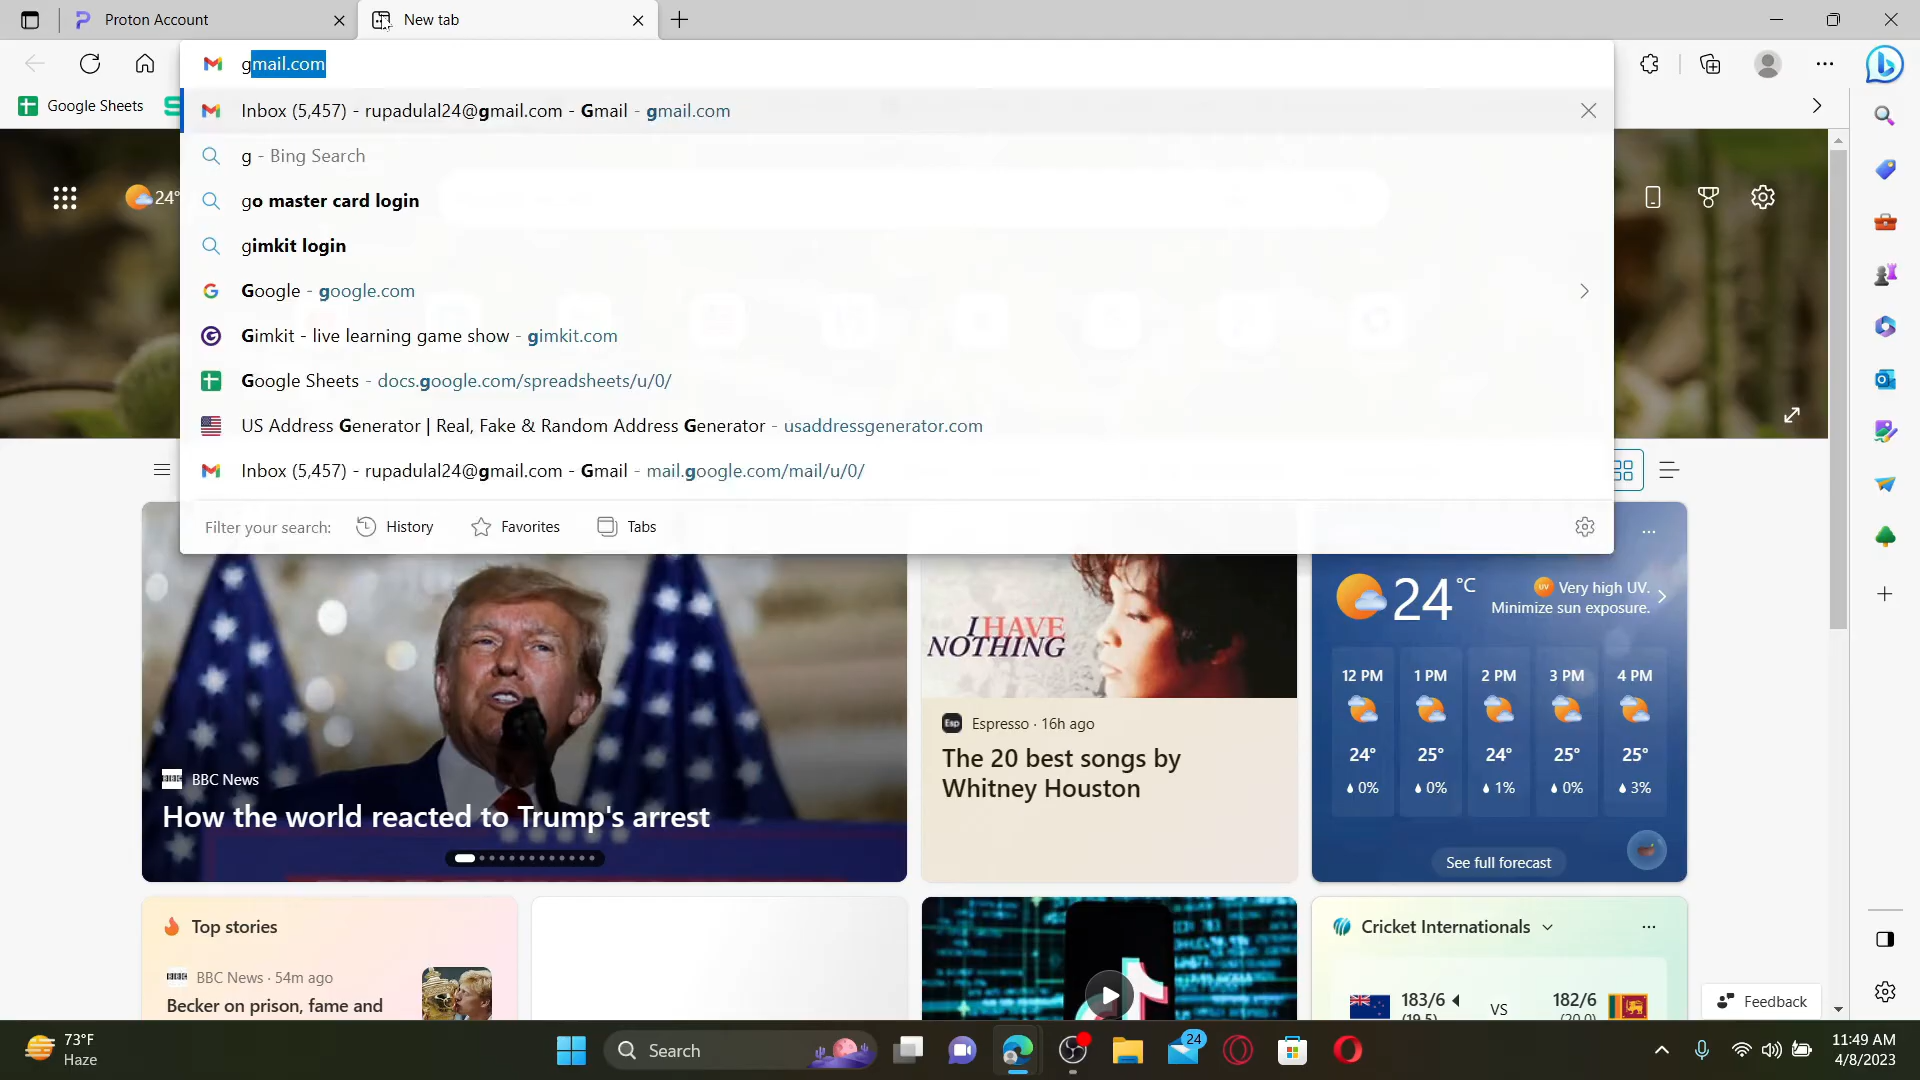 Proton Account
New tab
gmail.com
Google Sheets
Inbox (5,457) - rupadulal24@gmail.com - Gmail - gmail.com
g - Bing Search
go master card login
24°
gimkit login
Google - google.com
Gimkit - live learning game show - gimkit.com
Google Sheets - docs.google.com/spreadsheets/u/0/
US Address Generator | Real, Fake & Random Address Generator - usaddressgenerator.com
Inbox (5,457) - rupadulal24@gmail.com - Gmail - mail.google.com/mail/u/0/
Filter your search: History Favorites Tabs
BBC News
How the world reacted to Trump's arrest
I HAVE
NOTHING
Esp Espresso · 16h ago
The 20 best songs by
Whitney Houston
24 °C
UV Very high UV.
Minimize sun exposure.
12 PM 1 PM 2 PM 3 PM 4 PM
24° 25° 24° 25° 25°
0% 0% 1% 0% 3%
See full forecast
Top stories
BBC News · 54m ago
Becker on prison, fame and
Cricket Internationals
183/6 VS 182/6
(19.5) (20.0)
Feedback
73°F
Haze
Search
24
11:49 AM
4/8/2023